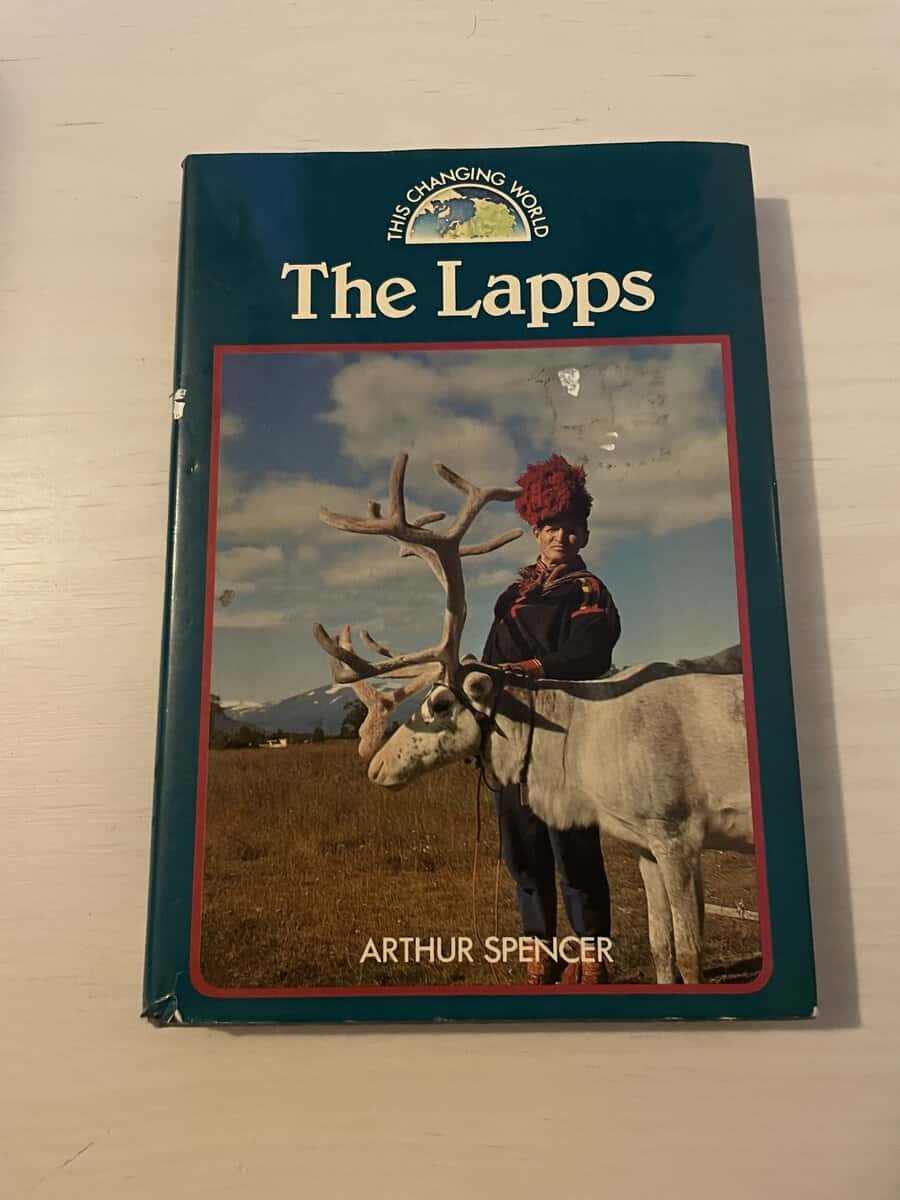 THIS CHANGING WORLD
The Lapps
ARTHUR SPENCER